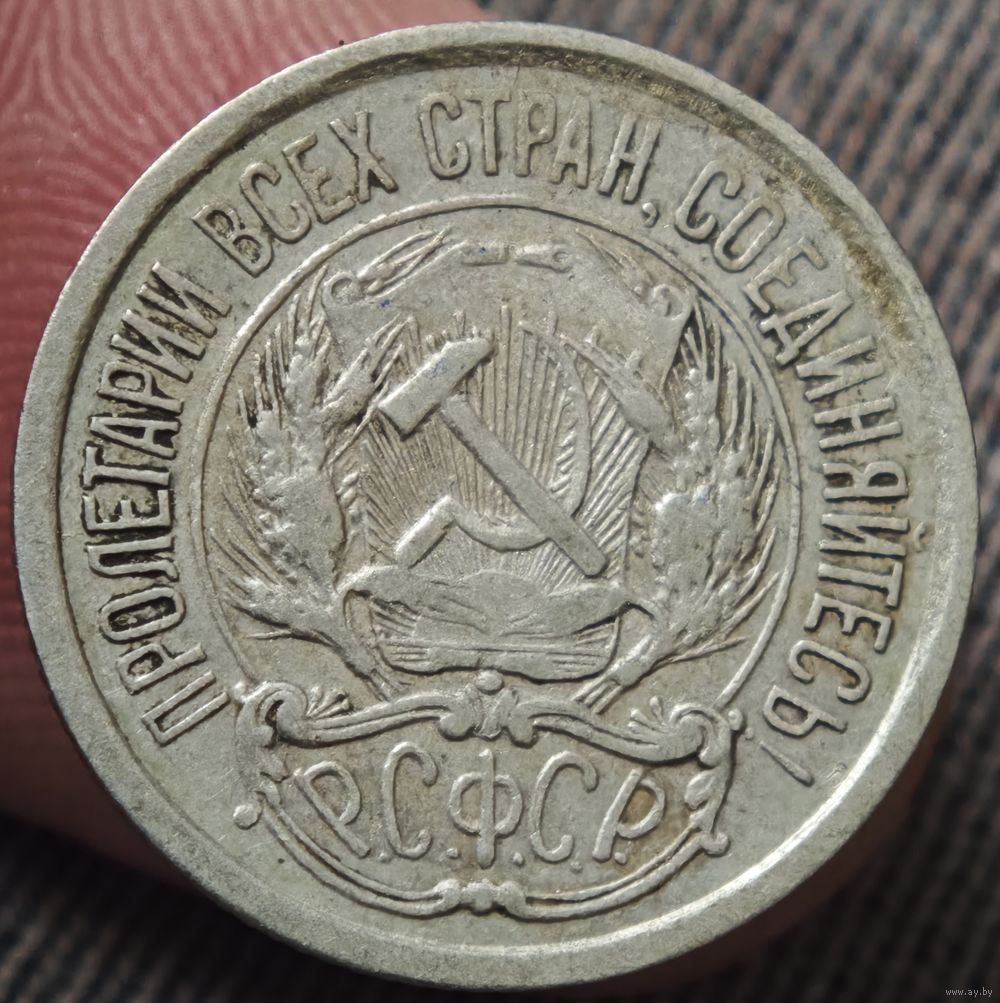 ПРОЛЕТАРИИ ВСЕХ СТРАН, СОЕДИНЯЙТЕСЬ!
Р.С.Ф.С.Р.
www.ay.by